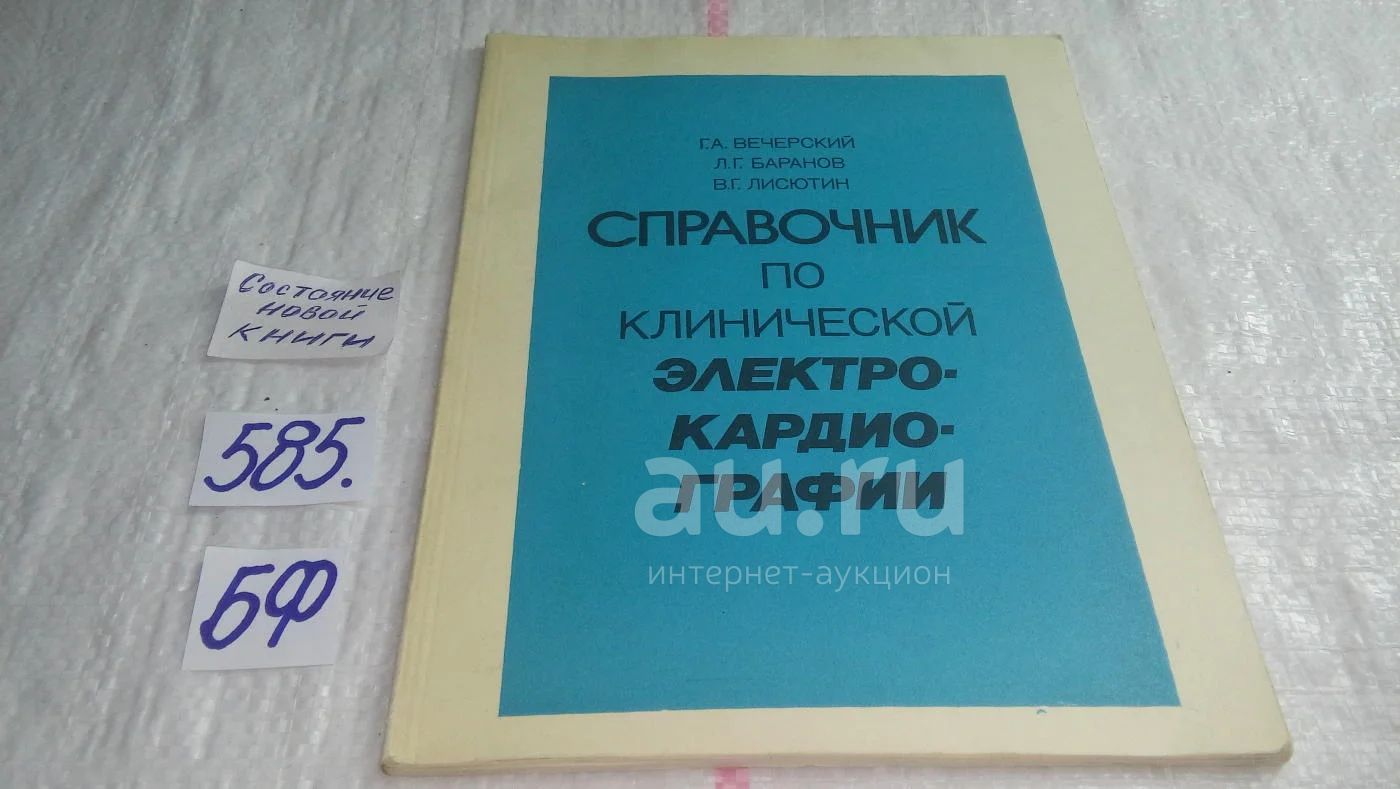 Г.А. ВЕЧЕРСКИЙ
Л.Г. БАРАНОВ
В.Г. ЛИСЮТИН
СПРАВОЧНИК
ПО
КЛИНИЧЕСКОЙ
ЭЛЕКТРО-
КАРДИО-
ГРАФИИ
au.ru
интернет-аукцион
Состояние
новой
книги
585.
БФ